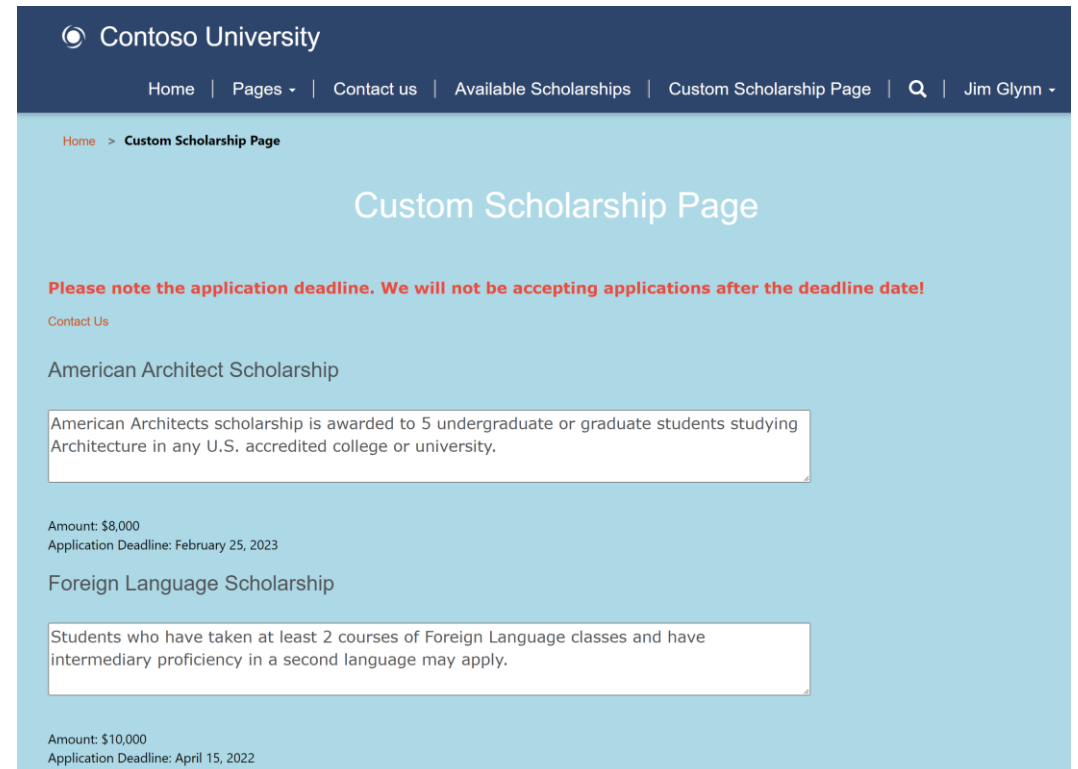 Contoso University
Home | Pages | Contact us | Available Scholarships | Custom Scholarship Page | Jim Glynn
Home > Custom Scholarship Page
Custom Scholarship Page
Please note the application deadline. We will not be accepting applications after the deadline date!
Contact Us
American Architect Scholarship
American Architects scholarship is awarded to 5 undergraduate or graduate students studying
Architecture in any U.S. accredited college or university.
Amount: $8,000
Application Deadline: February 25, 2023
Foreign Language Scholarship
Students who have taken at least 2 courses of Foreign Language classes and have
intermediary proficiency in a second language may apply.
Amount: $10,000
Application Deadline: April 15, 2022